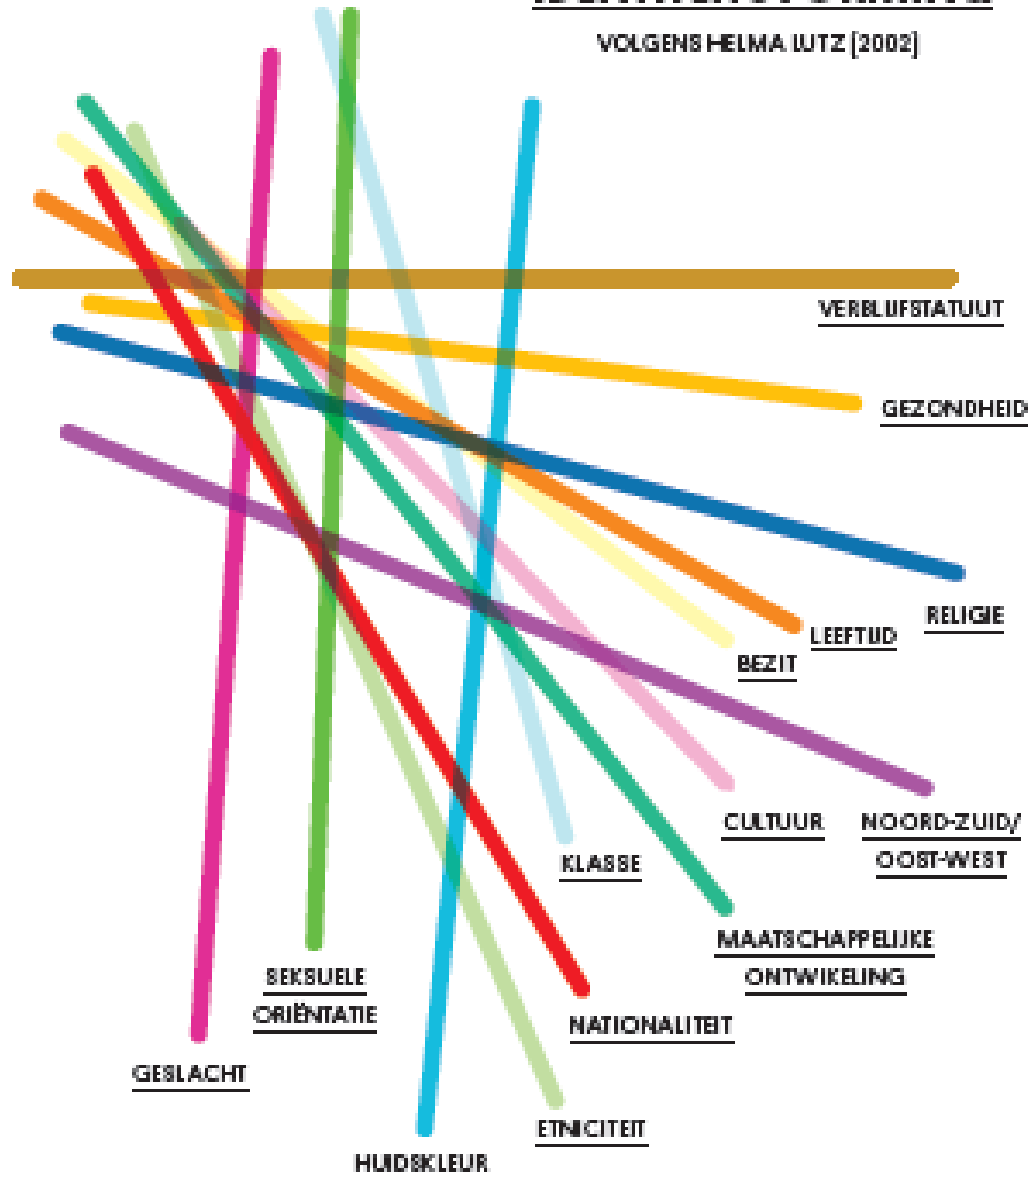 VOLGENS HELMA LUTZ [2002]
VERBLIJFSTATUUT
GEZONDHEID
RELIGIE
LEEFTIJD
BEZIT
CULTUUR
NOORD-ZUID/
OOST-WEST
KLASSE
MAATSCHAPPELIJKE
ONTWIKELING
SEKSUELE
ORIËNTATIE
NATIONALITEIT
GESLACHT
ETNICITEIT
HUIDSKLEUR